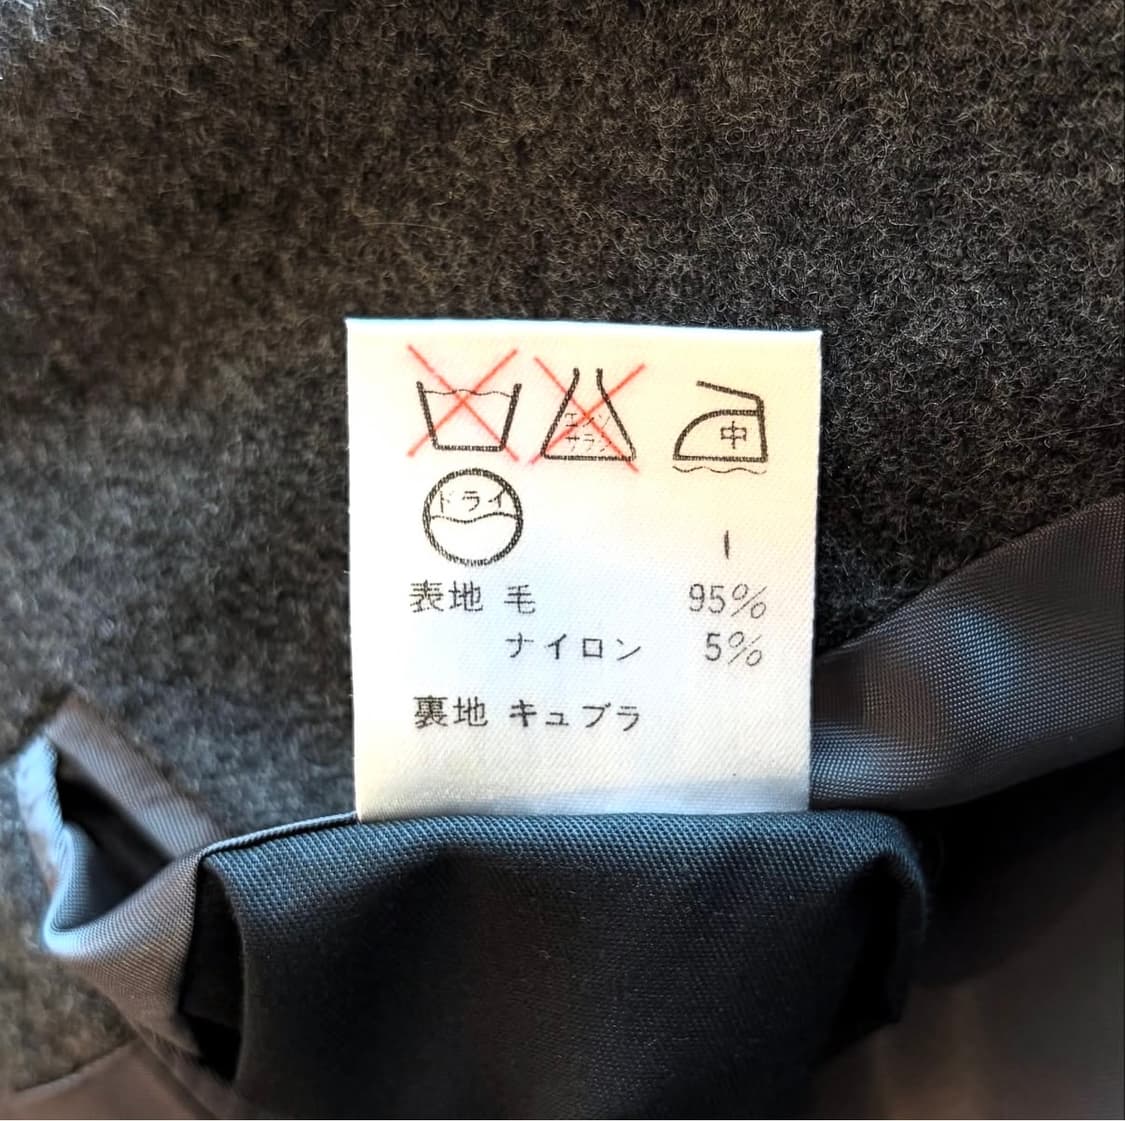 エンソ
サラシ
中
ドライ
1
表地 毛 95%
ナイロン 5%
裏地 キュプラ